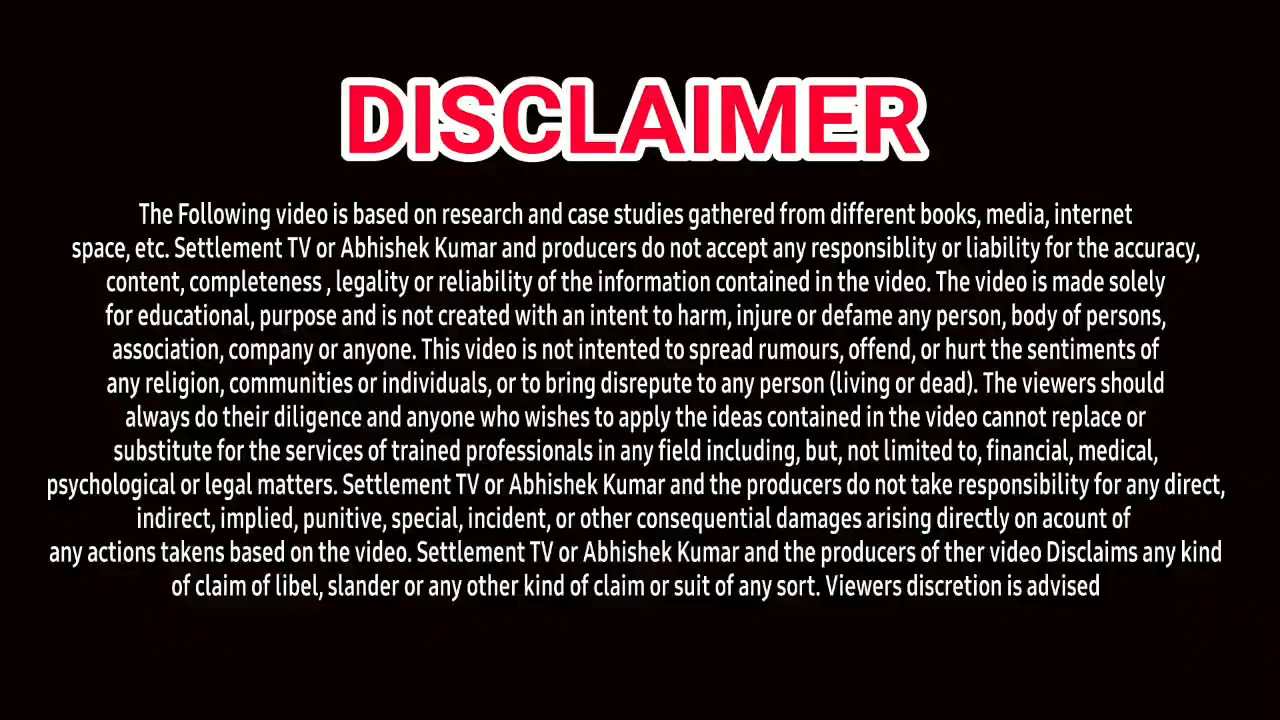 DISCLAIMER
The Following video is based on research and case studies gathered from different books, media, internet
space, etc. Settlement TV or Abhishek Kumar and producers do not accept any responsiblity or liability for the accuracy,
content, completeness , legality or reliability of the information contained in the video. The video is made solely
for educational, purpose and is not created with an intent to harm, injure or defame any person, body of persons,
association, company or anyone. This video is not intented to spread rumours, offend, or hurt the sentiments of
any religion, communities or individuals, or to bring disrepute to any person (living or dead). The viewers should
always do their diligence and anyone who wishes to apply the ideas contained in the video cannot replace or
substitute for the services of trained professionals in any field including, but, not limited to, financial, medical,
psychological or legal matters. Settlement TV or Abhishek Kumar and the producers do not take responsibility for any direct,
indirect, implied, punitive, special, incident, or other consequential damages arising directly on acount of
any actions takens based on the video. Settlement TV or Abhishek Kumar and the producers of ther video Disclaims any kind
of claim of libel, slander or any other kind of claim or suit of any sort. Viewers discretion is advised